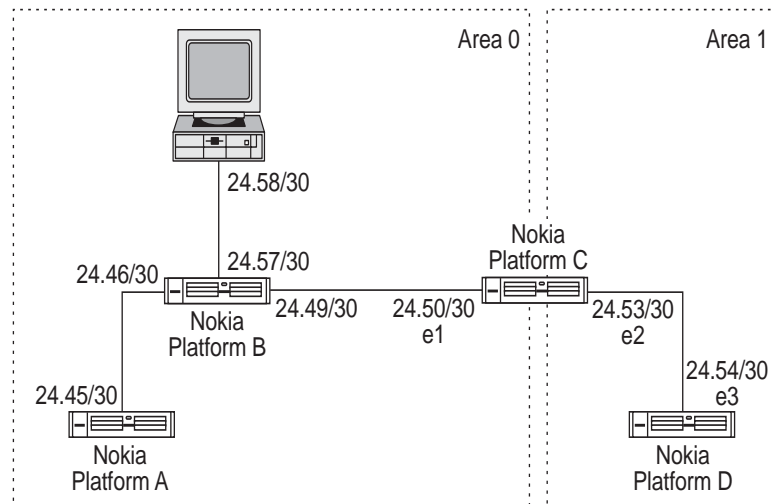 Area 0
Area 1
24.58/30
24.57/30
24.46/30
Nokia
Platform B
24.49/30
Nokia
Platform C
24.50/30
e1
24.53/30
e2
24.45/30
Nokia
Platform A
24.54/30
e3
Nokia
Platform D